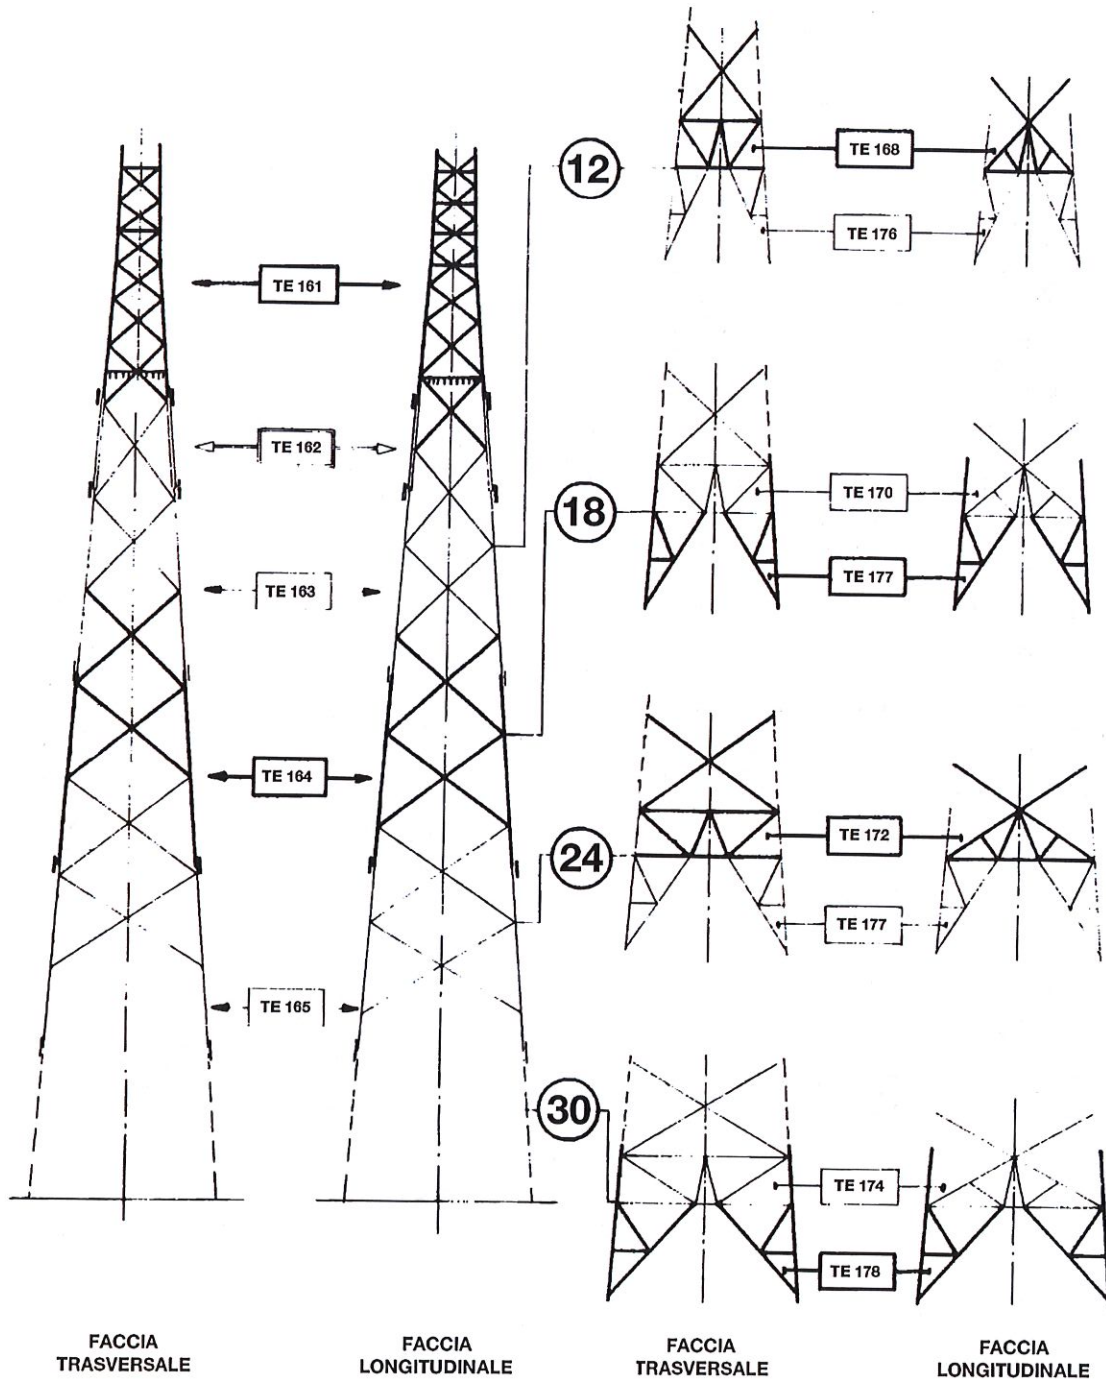 TE 161
TE 162
TE 163
TE 164
TE 165
12
TE 168
TE 176
18
TE 170
TE 177
24
TE 172
TE 177
30
TE 174
TE 178
FACCIA
TRASVERSALE
FACCIA
LONGITUDINALE
FACCIA
TRASVERSALE
FACCIA
LONGITUDINALE